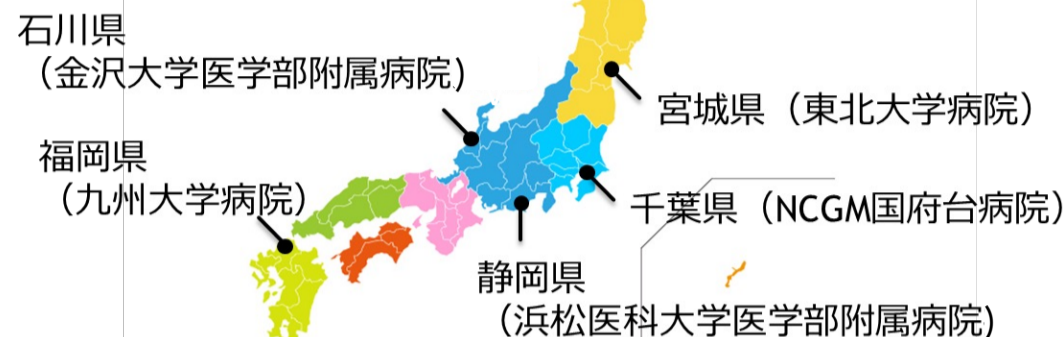 石川県
（金沢大学医学部附属病院)
宮城県（東北大学病院）
福岡県
（九州大学病院）
千葉県（NCGM国府台病院）
静岡県
（浜松医科大学医学部附属病院)